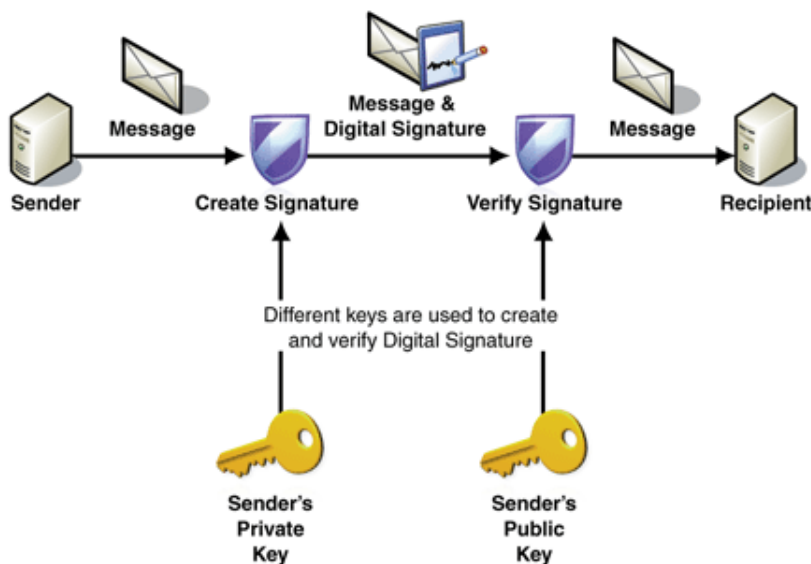 Message
Message &
Digital Signature
Message
Sender
Create Signature
Verify Signature
Recipient
Different keys are used to create
and verify Digital Signature
Sender's
Private
Key
Sender's
Public
Key